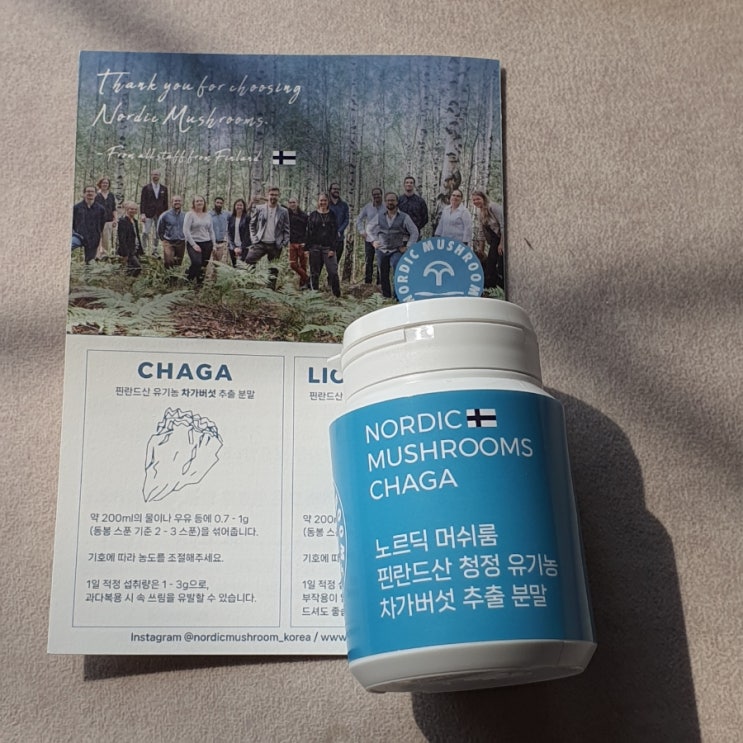 Thank you for choosing
Nordic Mushrooms.
- From all staff from Finland
NORDIC MUSHROOM
CHAGA
핀란드산 유기농 차가버섯 추출 분말
약 200ml의 물이나 우유 등에 0.7 - 1g
(동봉 스푼 기준 2 - 3 스푼)을 섞어줍니다.
기호에 따라 농도를 조절해주세요.
1일 적정 섭취량은 1 - 3g으로,
과다복용 시 속 쓰림을 유발할 수 있습니다.
LIO
핀란드산
약 200
(동봉 스
기호에 따
1일 적정
부작용이
드셔도 좋
Instagram @nordicmushroom_korea / www
NORDIC
MUSHROOMS
CHAGA
노르딕 머쉬룸
핀란드산 청정 유기농
차가버섯 추출 분말